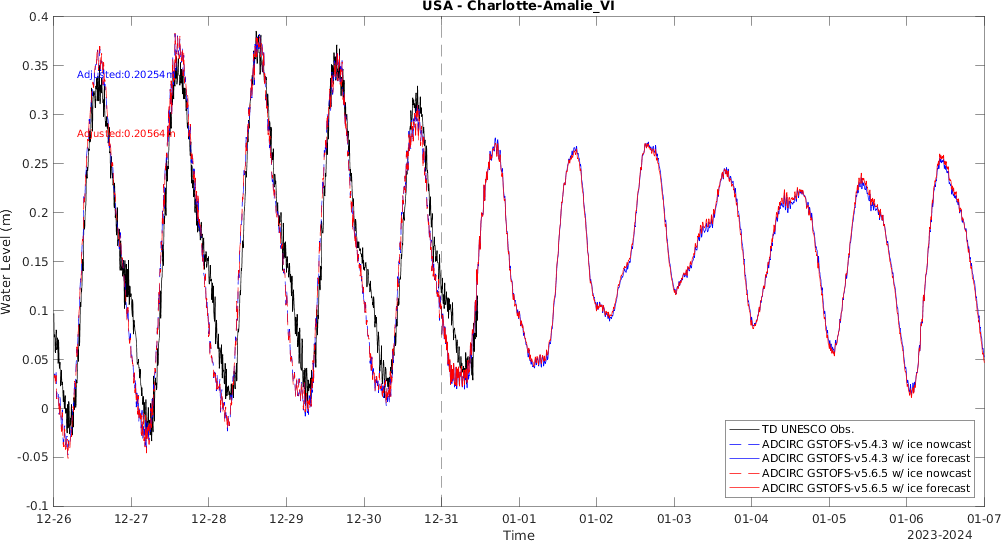 USA - Charlotte-Amalie_VI
0.4
0.35
Adjusted:0.20254m
0.3
Adjusted:0.20564m
0.25
0.2
0.15
0.1
0.05
0
-0.05
-0.1
Water Level (m)
TD UNESCO Obs.
ADCIRC GSTOFS-v5.4.3 w/ ice nowcast
ADCIRC GSTOFS-v5.4.3 w/ ice forecast
ADCIRC GSTOFS-v5.6.5 w/ ice nowcast
ADCIRC GSTOFS-v5.6.5 w/ ice forecast
12-26 12-27 12-28 12-29 12-30 12-31 01-01 01-02 01-03 01-04 01-05 01-06 01-07
Time
2023-2024